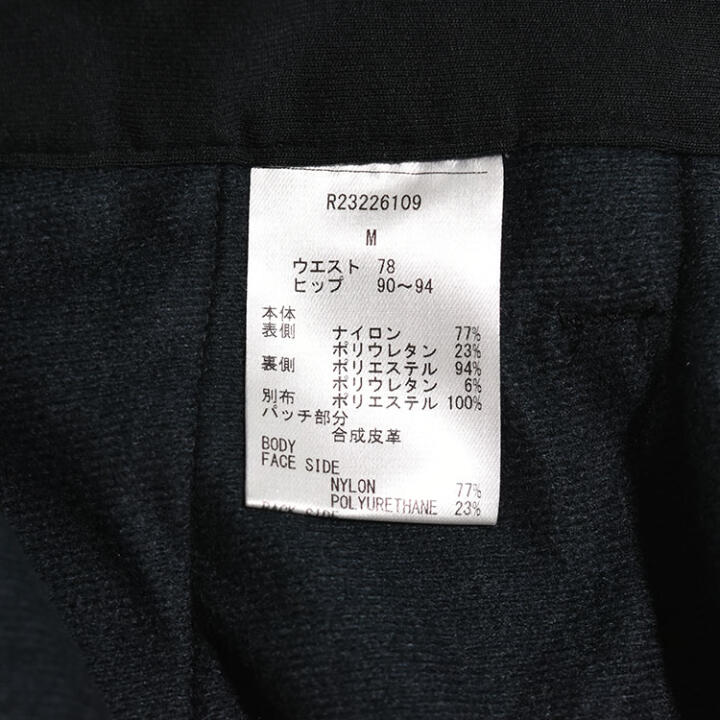 R23226109
M
ウエスト 78
ヒップ 90～94
本体
表側 ナイロン 77%
ポリウレタン 23%
裏側 ポリエステル 94%
ポリウレタン 6%
別布 ポリエステル 100%
パッチ部分
合成皮革
BODY
FACE SIDE
NYLON 77%
POLYURETHANE 23%
BACK SIDE